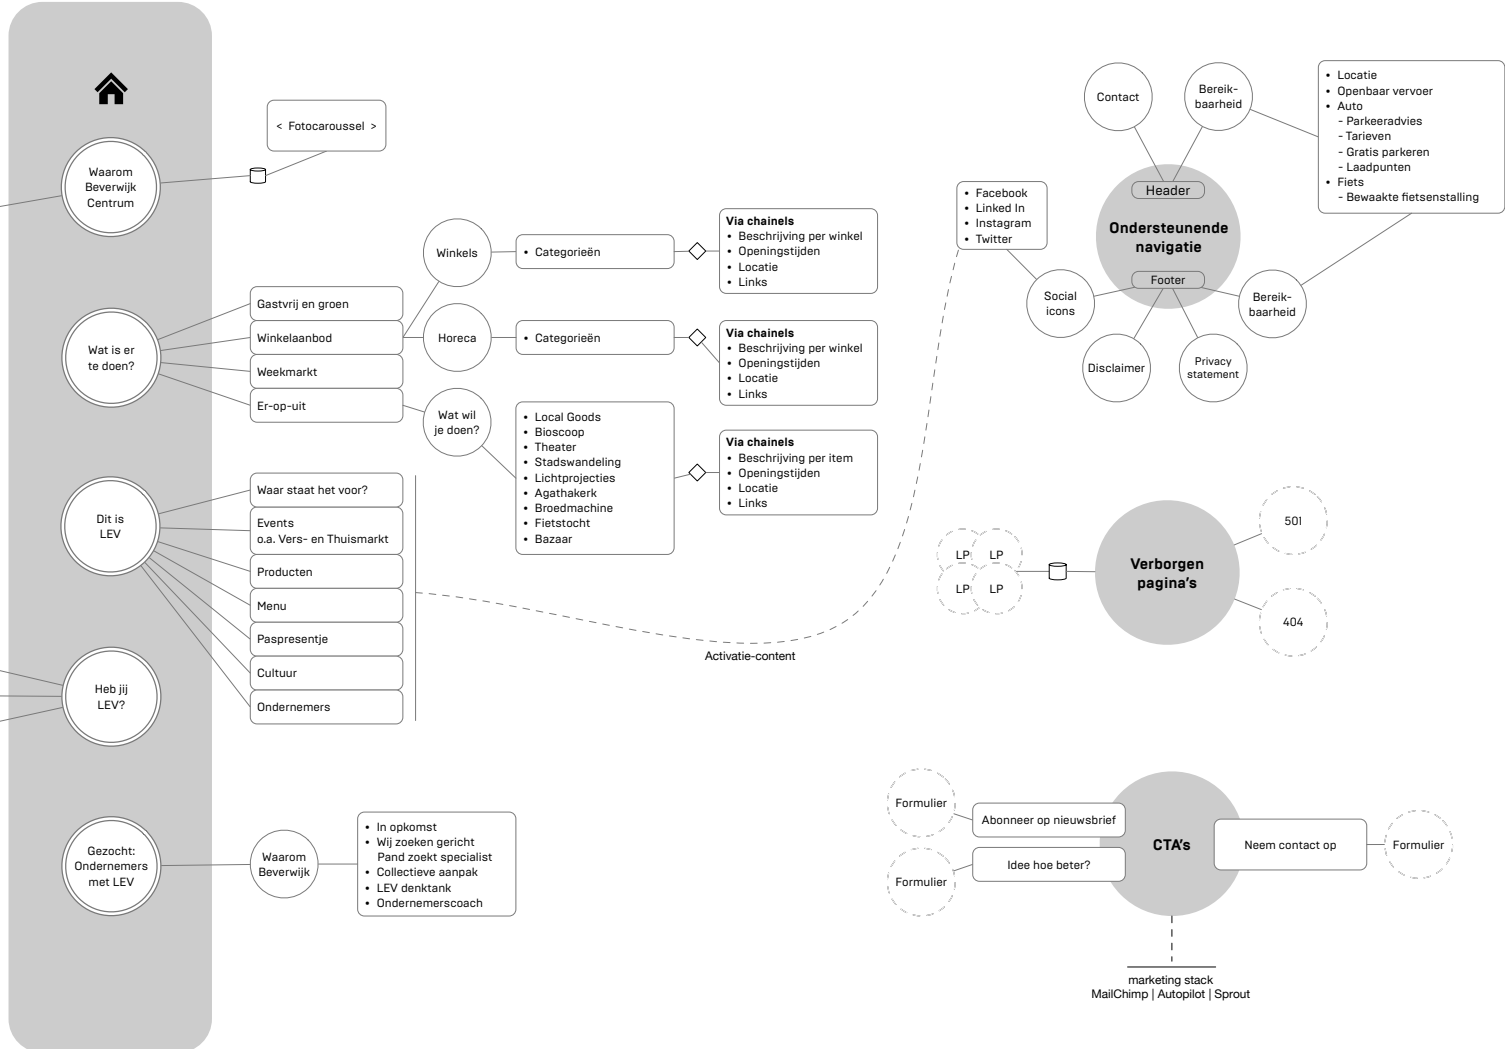 Waarom
Beverwijk
Centrum
< Fotocaroussel >
Wat is er
te doen?
Gastvrij en groen
Winkelaanbod
Weekmarkt
Er-op-uit
Winkels
Horeca
Wat wil
je doen?
• Categorieën
• Categorieën
• Local Goods
• Bioscoop
• Theater
• Stadswandeling
• Lichtprojecties
• Agathakerk
• Broedmachine
• Fietstocht
• Bazaar
Via chainels
• Beschrijving per winkel
• Openingstijden
• Locatie
• Links
Via chainels
• Beschrijving per winkel
• Openingstijden
• Locatie
• Links
Via chainels
• Beschrijving per item
• Openingstijden
• Locatie
• Links
Dit is
LEV
Waar staat het voor?
Events
o.a. Vers- en Thuismarkt
Producten
Menu
Paspresentje
Cultuur
Ondernemers
Activatie-content
Heb jij
LEV?
Gezocht:
Ondernemers
met LEV
Waarom
Beverwijk
• In opkomst
• Wij zoeken gericht
Pand zoekt specialist
• Collectieve aanpak
• LEV denktank
• Ondernemerscoach
Contact
Bereik-
baarheid
• Locatie
• Openbaar vervoer
• Auto
- Parkeeradvies
- Tarieven
- Gratis parkeren
- Laadpunten
• Fiets
- Bewaakte fietsenstalling
Header
Ondersteunende
navigatie
Footer
• Facebook
• Linked In
• Instagram
• Twitter
Social
icons
Disclaimer
Privacy
statement
Bereik-
baarheid
LP LP
LP LP
Verborgen
pagina's
501
404
Formulier
Abonneer op nieuwsbrief
Formulier
Idee hoe beter?
CTA's
Neem contact op
Formulier
marketing stack
MailChimp | Autopilot | Sprout